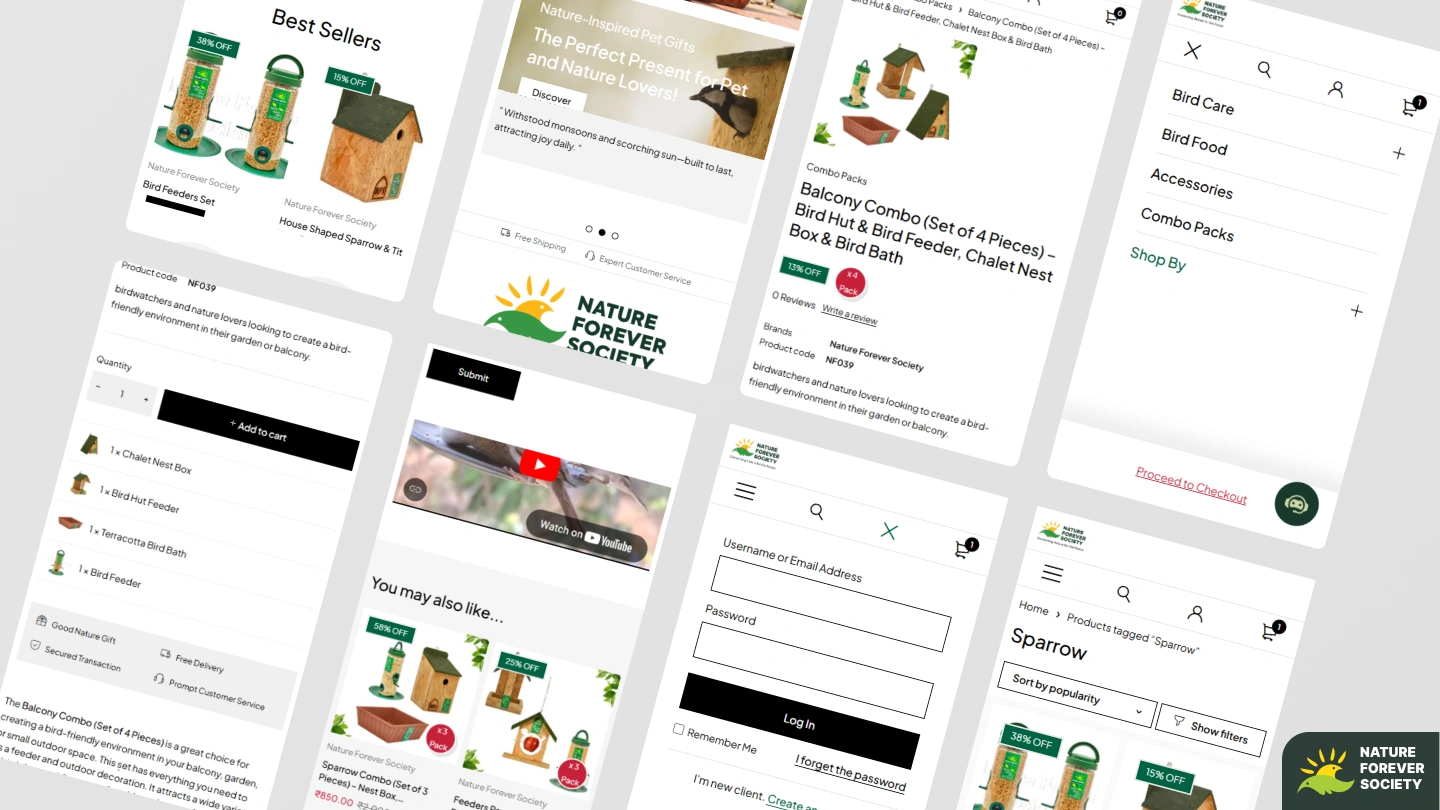 Best Sellers
38% OFF
15% OFF
Nature Forever Society
Bird Feeders Set
Nature Forever Society
House Shaped Sparrow & Tit
Nature-Inspired Pet Gifts
The Perfect Present for Pet
and Nature Lovers!
Discover
“Withstood monsoons and scorching sun—built to last,
attracting joy daily. ”
Free Shipping
Expert Customer Service
NATURE
FOREVER
SOCIETY
0
Packs › Balcony Combo (Set of 4 Pieces) –
Bird Hut & Bird Feeder, Chalet Nest Box & Bird Bath
Combo Packs
Balcony Combo (Set of 4 Pieces) –
Bird Hut & Bird Feeder, Chalet Nest
Box & Bird Bath
13% OFF
x4
Pack
0 Reviews Write a review
Brands Nature Forever Society
Product code NF039
birdwatchers and nature lovers looking to create a bird-
friendly environment in their garden or balcony.
1
Bird Care
Bird Food
Accessories
Combo Packs
Shop By
Proceed to Checkout
Product code NF039
birdwatchers and nature lovers looking to create a bird-
friendly environment in their garden or balcony.
Quantity
- 1 +
+ Add to cart
1 x Chalet Nest Box
1 x Bird Hut Feeder
1 x Terracotta Bird Bath
1 x Bird Feeder
Good Nature Gift
Free Delivery
Secured Transaction
Prompt Customer Service
The Balcony Combo (Set of 4 Pieces) is a great choice for
creating a bird-friendly environment in your balcony, garden,
or small outdoor space. This set has everything you need to
a feeder and outdoor decoration. It attracts a wide
Submit
Watch on YouTube
You may also like...
58% OFF
25% OFF
x3
Pack
x3
Pack
Nature Forever Society
Sparrow Combo (Set of 3
Pieces) – Nest Box,...
₹850.00
Nature Forever Society
NATURE
FOREVER
SOCIETY
1
Username or Email Address
Password
Log In
Remember Me
I forget the password
I'm new client. Create an
NATURE
FOREVER
SOCIETY
1
Home › Products tagged “Sparrow”
Sparrow
Sort by popularity
Show filters
38% OFF
15% OFF
NATURE
FOREVER
SOCIETY